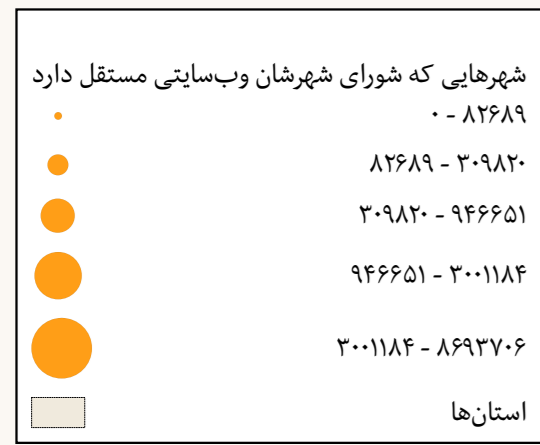 شهرهایی که شورای شهرشان وب‌سایتی مستقل دارد
۰ - ۸۲۶۸۹
۸۲۶۸۹ - ۳۰۹۸۲۰
۳۰۹۸۲۰ - ۹۴۶۶۵۱
۹۴۶۶۵۱ - ۳۰۰۱۱۸۴
۳۰۰۱۱۸۴ - ۸۶۹۳۷۰۶
استان‌ها